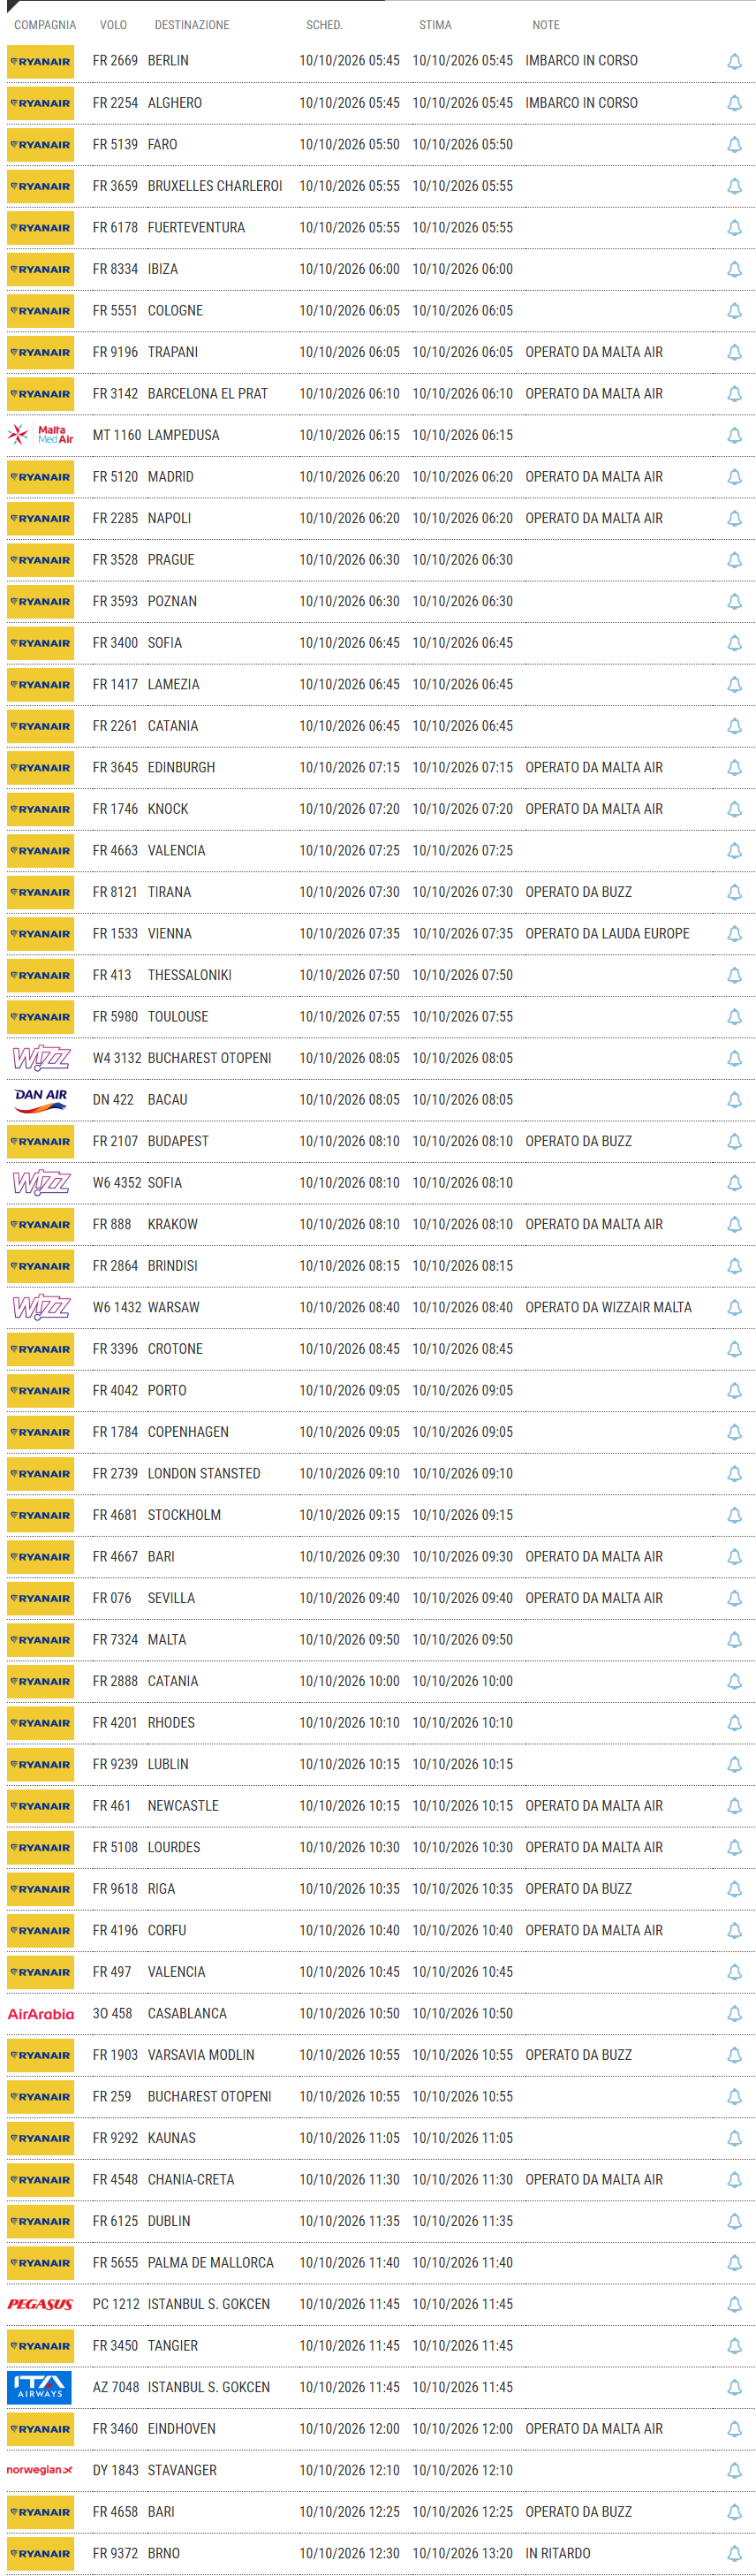 COMPAGNIA VOLO DESTINAZIONE SCHED. STIMA NOTE
RYANAIR FR 2669 BERLIN 10/10/2026 05:45 10/10/2026 05:45 IMBARCO IN CORSO
RYANAIR FR 2254 ALGHERO 10/10/2026 05:45 10/10/2026 05:45 IMBARCO IN CORSO
RYANAIR FR 5139 FARO 10/10/2026 05:50 10/10/2026 05:50
RYANAIR FR 3659 BRUXELLES CHARLEROI 10/10/2026 05:55 10/10/2026 05:55
RYANAIR FR 6178 FUERTEVENTURA 10/10/2026 05:55 10/10/2026 05:55
RYANAIR FR 8334 IBIZA 10/10/2026 06:00 10/10/2026 06:00
RYANAIR FR 5551 COLOGNE 10/10/2026 06:05 10/10/2026 06:05
RYANAIR FR 9196 TRAPANI 10/10/2026 06:05 10/10/2026 06:05 OPERATO DA MALTA AIR
RYANAIR FR 3142 BARCELONA EL PRAT 10/10/2026 06:10 10/10/2026 06:10 OPERATO DA MALTA AIR
Malta MedAir MT 1160 LAMPEDUSA 10/10/2026 06:15 10/10/2026 06:15
RYANAIR FR 5120 MADRID 10/10/2026 06:20 10/10/2026 06:20 OPERATO DA MALTA AIR
RYANAIR FR 2285 NAPOLI 10/10/2026 06:20 10/10/2026 06:20 OPERATO DA MALTA AIR
RYANAIR FR 3528 PRAGUE 10/10/2026 06:30 10/10/2026 06:30
RYANAIR FR 3593 POZNAN 10/10/2026 06:30 10/10/2026 06:30
RYANAIR FR 3400 SOFIA 10/10/2026 06:45 10/10/2026 06:45
RYANAIR FR 1417 LAMEZIA 10/10/2026 06:45 10/10/2026 06:45
RYANAIR FR 2261 CATANIA 10/10/2026 06:45 10/10/2026 06:45
RYANAIR FR 3645 EDINBURGH 10/10/2026 07:15 10/10/2026 07:15 OPERATO DA MALTA AIR
RYANAIR FR 1746 KNOCK 10/10/2026 07:20 10/10/2026 07:20 OPERATO DA MALTA AIR
RYANAIR FR 4663 VALENCIA 10/10/2026 07:25 10/10/2026 07:25
RYANAIR FR 8121 TIRANA 10/10/2026 07:30 10/10/2026 07:30 OPERATO DA BUZZ
RYANAIR FR 1533 VIENNA 10/10/2026 07:35 10/10/2026 07:35 OPERATO DA LAUDA EUROPE
RYANAIR FR 413 THESSALONIKI 10/10/2026 07:50 10/10/2026 07:50
RYANAIR FR 5980 TOULOUSE 10/10/2026 07:55 10/10/2026 07:55
WIZZ W4 3132 BUCHAREST OTOPENI 10/10/2026 08:05 10/10/2026 08:05
DAN AIR DN 422 BACAU 10/10/2026 08:05 10/10/2026 08:05
RYANAIR FR 2107 BUDAPEST 10/10/2026 08:10 10/10/2026 08:10 OPERATO DA BUZZ
WIZZ W6 4352 SOFIA 10/10/2026 08:10 10/10/2026 08:10
RYANAIR FR 888 KRAKOW 10/10/2026 08:10 10/10/2026 08:10 OPERATO DA MALTA AIR
RYANAIR FR 2864 BRINDISI 10/10/2026 08:15 10/10/2026 08:15
WIZZ W6 1432 WARSAW 10/10/2026 08:40 10/10/2026 08:40 OPERATO DA WIZZAIR MALTA
RYANAIR FR 3396 CROTONE 10/10/2026 08:45 10/10/2026 08:45
RYANAIR FR 4042 PORTO 10/10/2026 09:05 10/10/2026 09:05
RYANAIR FR 1784 COPENHAGEN 10/10/2026 09:05 10/10/2026 09:05
RYANAIR FR 2739 LONDON STANSTED 10/10/2026 09:10 10/10/2026 09:10
RYANAIR FR 4681 STOCKHOLM 10/10/2026 09:15 10/10/2026 09:15
RYANAIR FR 4667 BARI 10/10/2026 09:30 10/10/2026 09:30 OPERATO DA MALTA AIR
RYANAIR FR 076 SEVILLA 10/10/2026 09:40 10/10/2026 09:40 OPERATO DA MALTA AIR
RYANAIR FR 7324 MALTA 10/10/2026 09:50 10/10/2026 09:50
RYANAIR FR 2888 CATANIA 10/10/2026 10:00 10/10/2026 10:00
RYANAIR FR 4201 RHODES 10/10/2026 10:10 10/10/2026 10:10
RYANAIR FR 9239 LUBLIN 10/10/2026 10:15 10/10/2026 10:15
RYANAIR FR 461 NEWCASTLE 10/10/2026 10:15 10/10/2026 10:15 OPERATO DA MALTA AIR
RYANAIR FR 5108 LOURDES 10/10/2026 10:30 10/10/2026 10:30 OPERATO DA MALTA AIR
RYANAIR FR 9618 RIGA 10/10/2026 10:35 10/10/2026 10:35 OPERATO DA BUZZ
RYANAIR FR 4196 CORFU 10/10/2026 10:40 10/10/2026 10:40 OPERATO DA MALTA AIR
RYANAIR FR 497 VALENCIA 10/10/2026 10:45 10/10/2026 10:45
AirArabia 3O 458 CASABLANCA 10/10/2026 10:50 10/10/2026 10:50
RYANAIR FR 1903 VARSAVIA MODLIN 10/10/2026 10:55 10/10/2026 10:55 OPERATO DA BUZZ
RYANAIR FR 259 BUCHAREST OTOPENI 10/10/2026 10:55 10/10/2026 10:55
RYANAIR FR 9292 KAUNAS 10/10/2026 11:05 10/10/2026 11:05
RYANAIR FR 4548 CHANIA-CRETA 10/10/2026 11:30 10/10/2026 11:30 OPERATO DA MALTA AIR
RYANAIR FR 6125 DUBLIN 10/10/2026 11:35 10/10/2026 11:35
RYANAIR FR 5655 PALMA DE MALLORCA 10/10/2026 11:40 10/10/2026 11:40
PEGASUS PC 1212 ISTANBUL S. GOKCEN 10/10/2026 11:45 10/10/2026 11:45
RYANAIR FR 3450 TANGIER 10/10/2026 11:45 10/10/2026 11:45
ITA AIRWAYS AZ 7048 ISTANBUL S. GOKCEN 10/10/2026 11:45 10/10/2026 11:45
RYANAIR FR 3460 EINDHOVEN 10/10/2026 12:00 10/10/2026 12:00 OPERATO DA MALTA AIR
norwegian DY 1843 STAVANGER 10/10/2026 12:10 10/10/2026 12:10
RYANAIR FR 4658 BARI 10/10/2026 12:25 10/10/2026 12:25 OPERATO DA BUZZ
RYANAIR FR 9372 BRNO 10/10/2026 12:30 10/10/2026 13:20 IN RITARDO